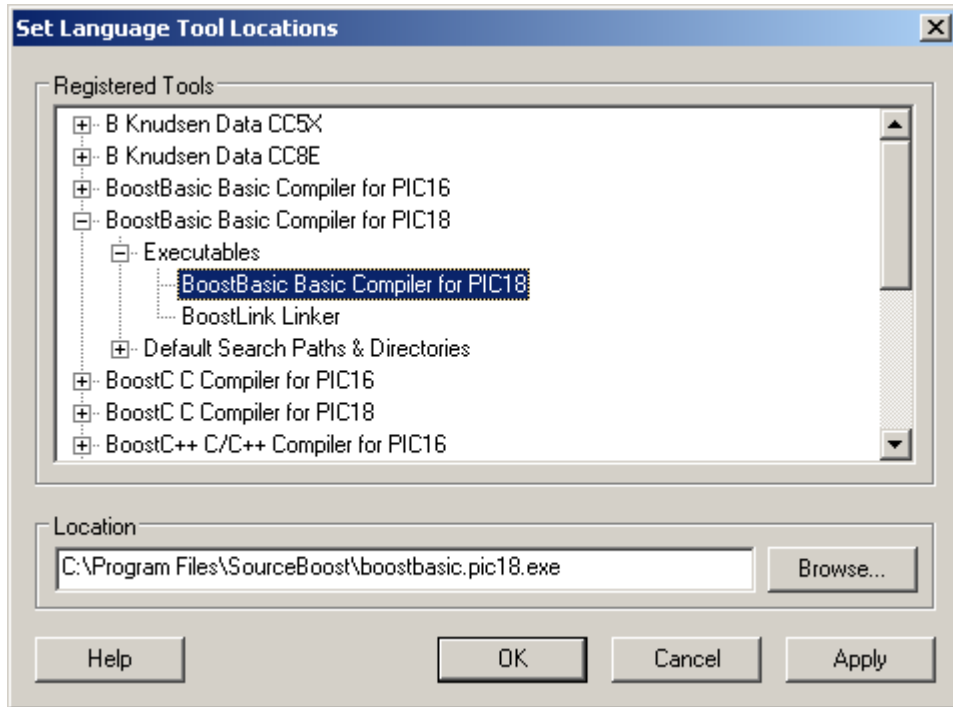 Set Language Tool Locations
Registered Tools
B Knudsen Data CC5X
B Knudsen Data CC8E
BoostBasic Basic Compiler for PIC16
BoostBasic Basic Compiler for PIC18
Executables
BoostBasic Basic Compiler for PIC18
BoostLink Linker
Default Search Paths & Directories
BoostC C Compiler for PIC16
BoostC C Compiler for PIC18
BoostC++ C/C++ Compiler for PIC16
Location
C:\Program Files\SourceBoost\boostbasic.pic18.exe
Browse...
Help OK Cancel Apply